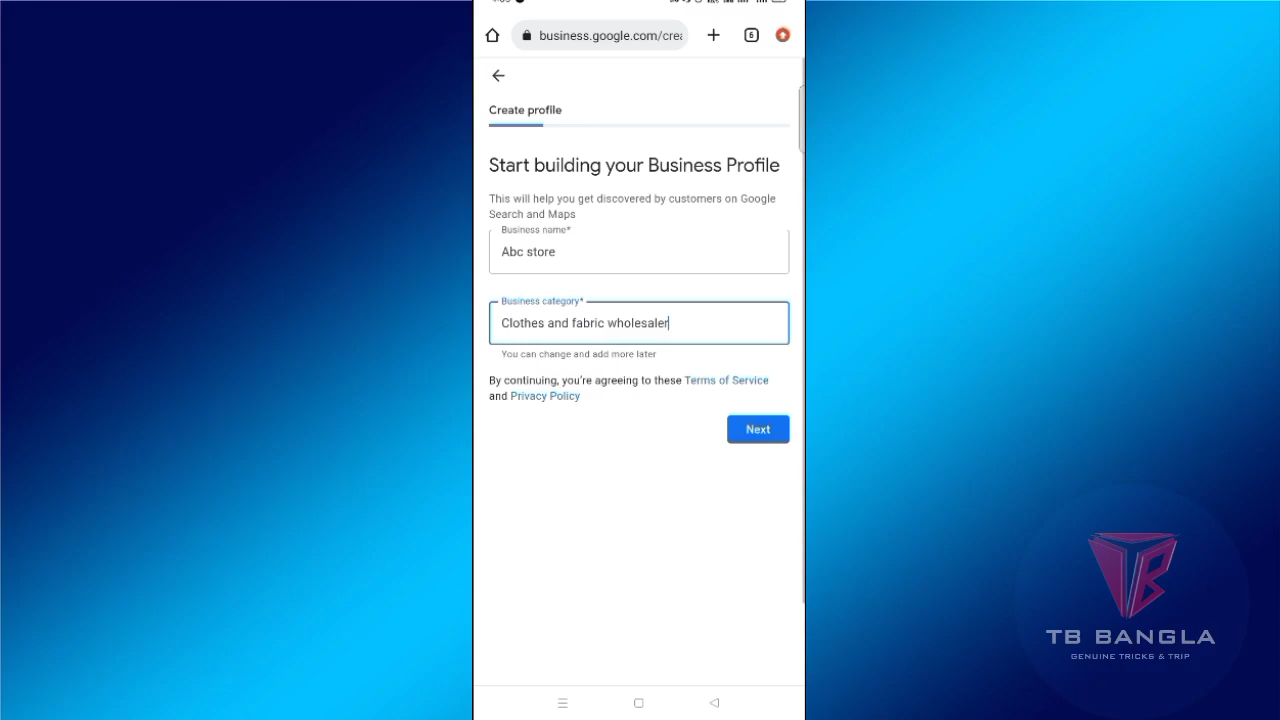 business.google.com/crea
6
Create profile
Start building your Business Profile
This will help you get discovered by customers on Google
Search and Maps
Business name*
Abc store
Business category*
Clothes and fabric wholesaler
You can change and add more later
By continuing, you're agreeing to these Terms of Service
and Privacy Policy
Next
TB BANGLA
GENUINE TRICKS & TRIP